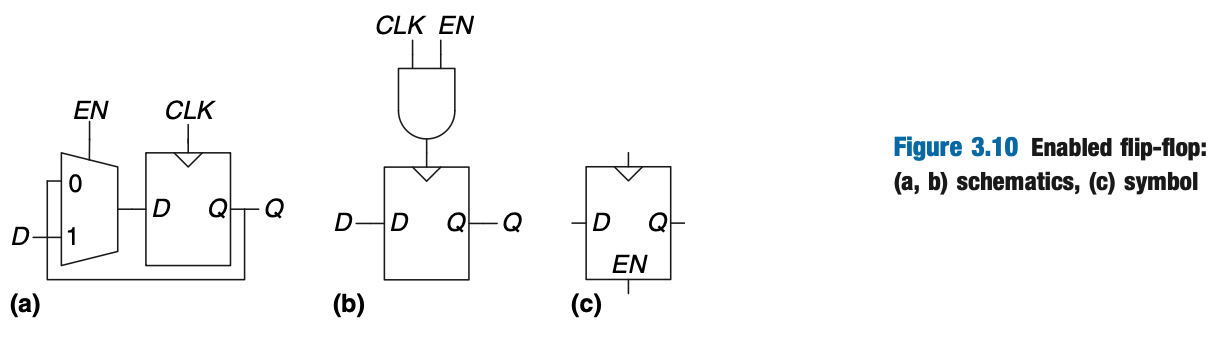 EN
CLK
0
1
D
D
Q
Q
(a)
CLK EN
D
D
Q
Q
(b)
D
Q
EN
(c)
Figure 3.10 Enabled flip-flop:
(a, b) schematics, (c) symbol